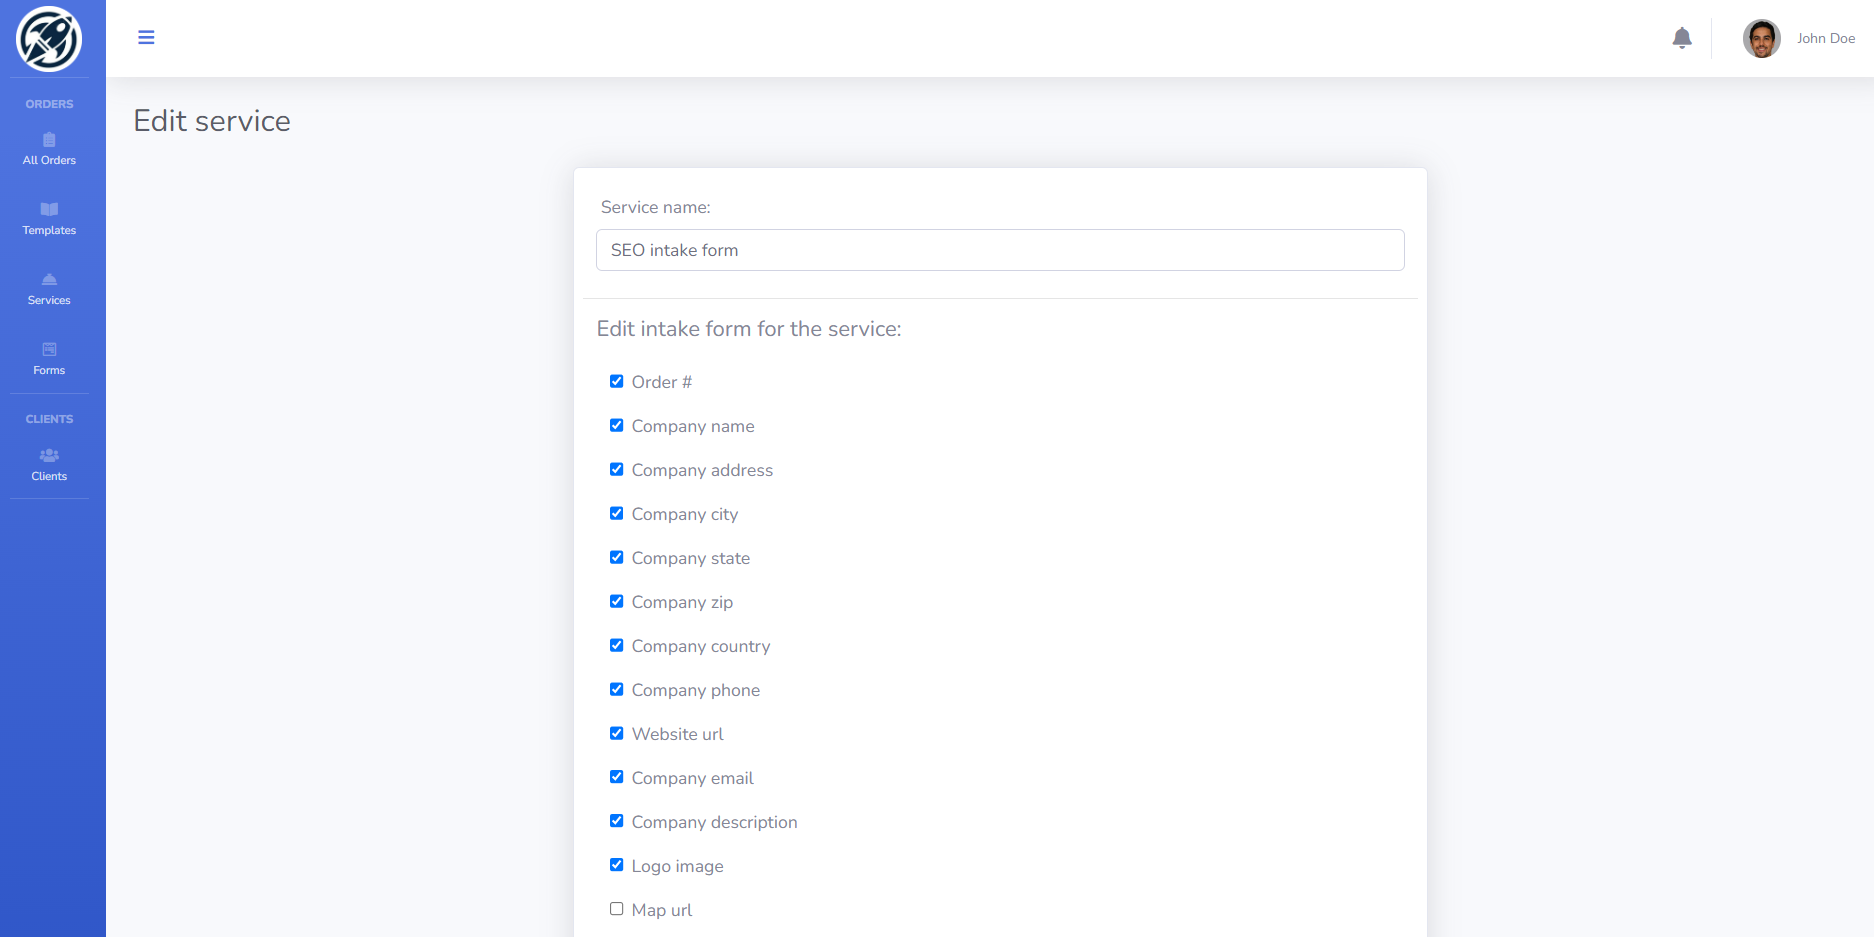 John Doe
ORDERS
All Orders
Templates
Services
Forms
CLIENTS
Clients
Edit service
Service name:
SEO intake form
Edit intake form for the service:
Order #
Company name
Company address
Company city
Company state
Company zip
Company country
Company phone
Website url
Company email
Company description
Logo image
Map url